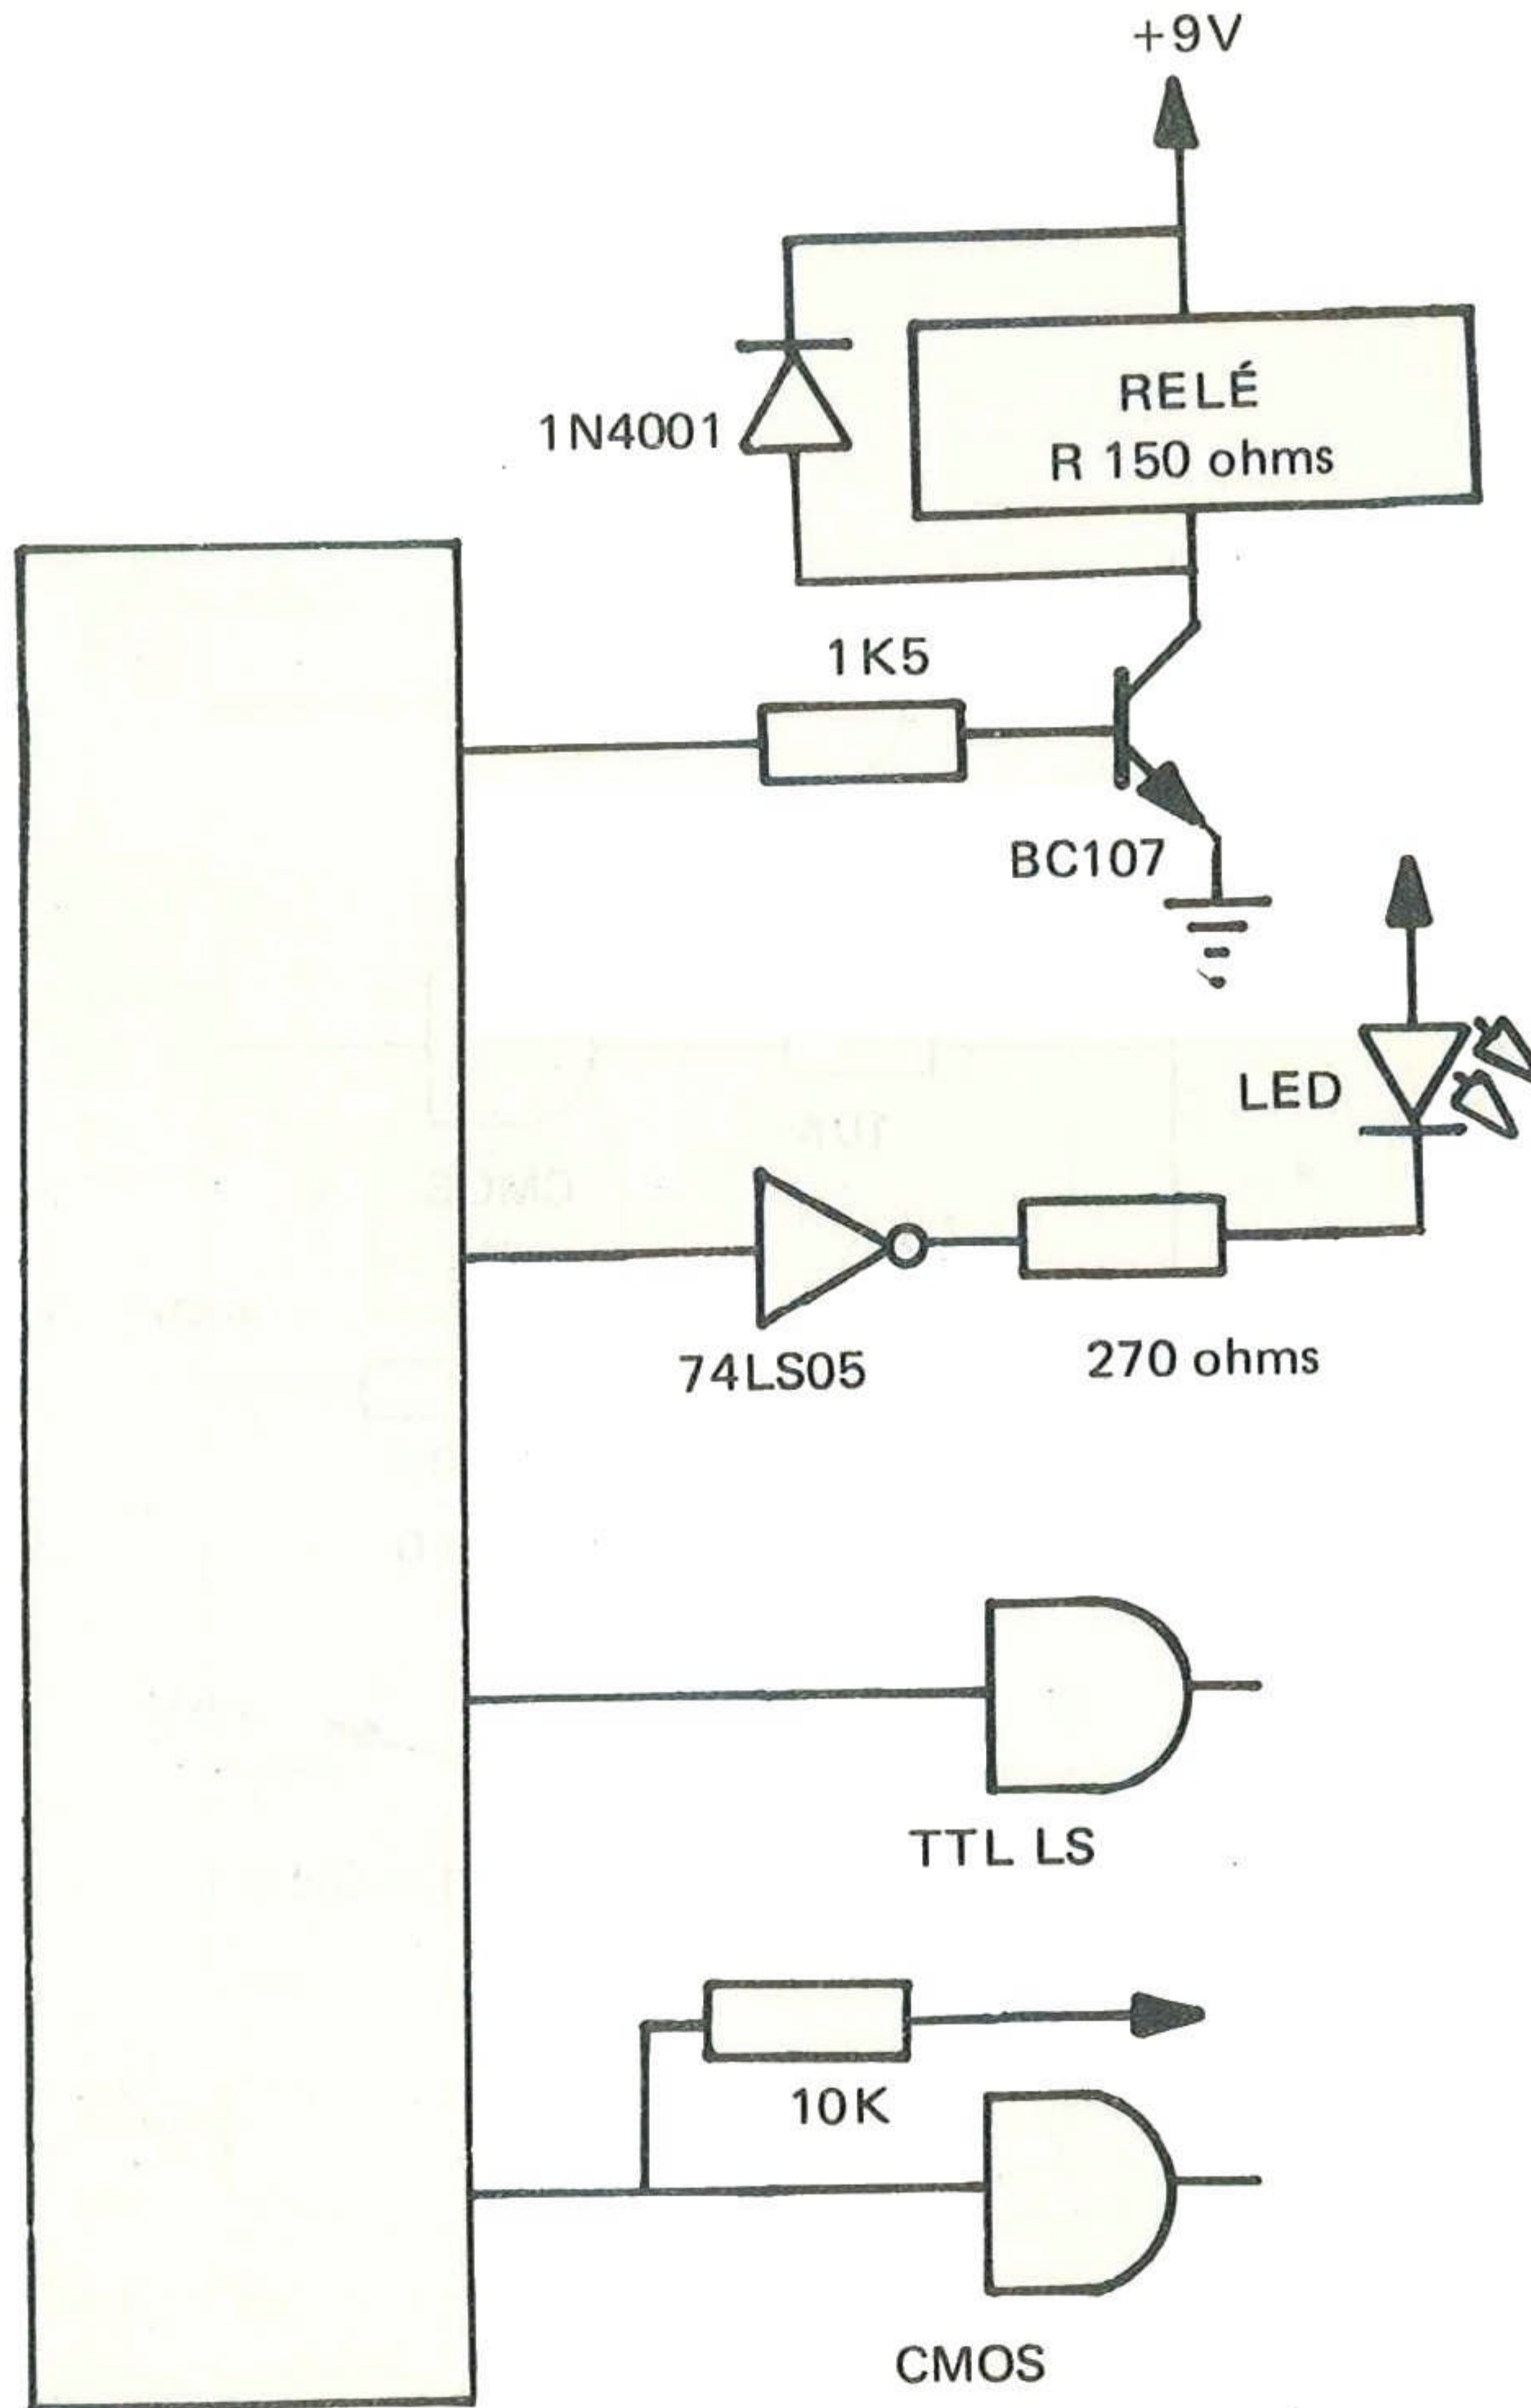 +9V
RELÉ
R 150 ohms
1N4001
1K5
BC107
LED
74LS05
270 ohms
TTL LS
10K
CMOS